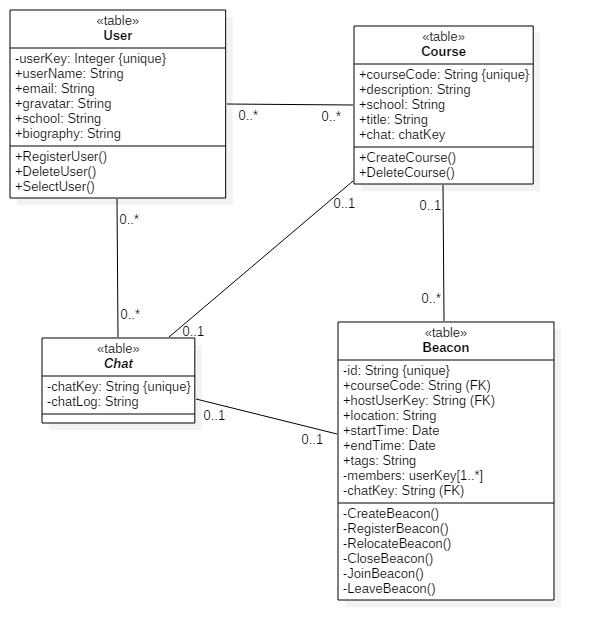 «table»
User
-userKey: Integer {unique}
+userName: String
+email: String
+gravatar: String
+school: String
+biography: String
+RegisterUser()
+DeleteUser()
+SelectUser()
«table»
Course
+courseCode: String {unique}
+description: String
+school: String
+title: String
+chat: chatKey
+CreateCourse()
+DeleteCourse()
0..*
0..*
0..*
0..*
0..1
0..1
0..1
0..*
«table»
Chat
-chatKey: String {unique}
-chatLog: String
0..1
0..1
«table»
Beacon
-id: String {unique}
+courseCode: String (FK)
+hostUserKey: String (FK)
+location: String
+startTime: Date
+endTime: Date
+tags: String
-members: userKey[1..*]
-chatKey: String (FK)
-CreateBeacon()
-RegisterBeacon()
-RelocateBeacon()
-CloseBeacon()
-JoinBeacon()
-LeaveBeacon()